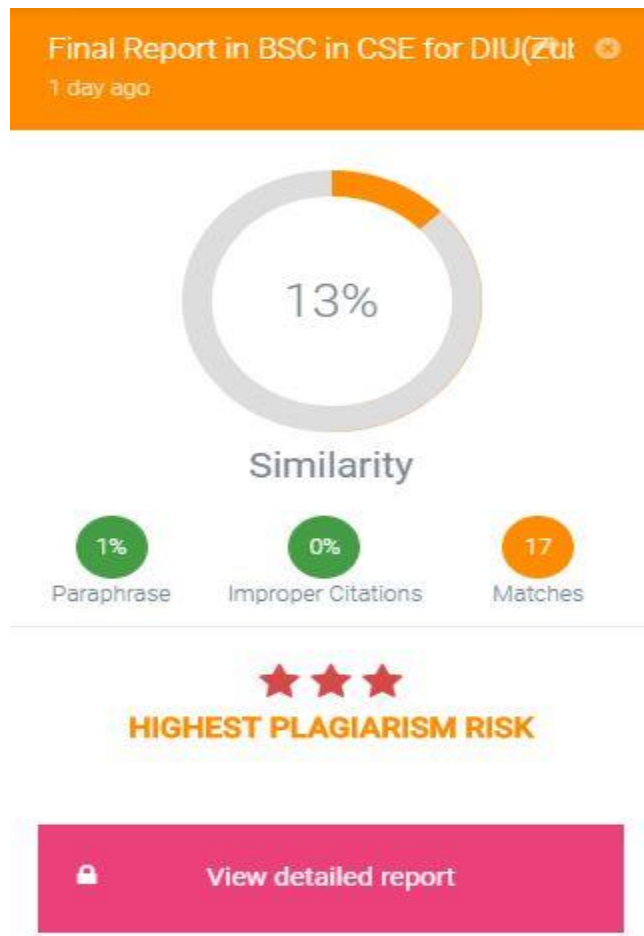 Final Report in BSC in CSE for DIU(Zub
1 day ago
13%
Similarity
1% 0% 17
Paraphrase Improper Citations Matches
HIGHEST PLAGIARISM RISK
View detailed report